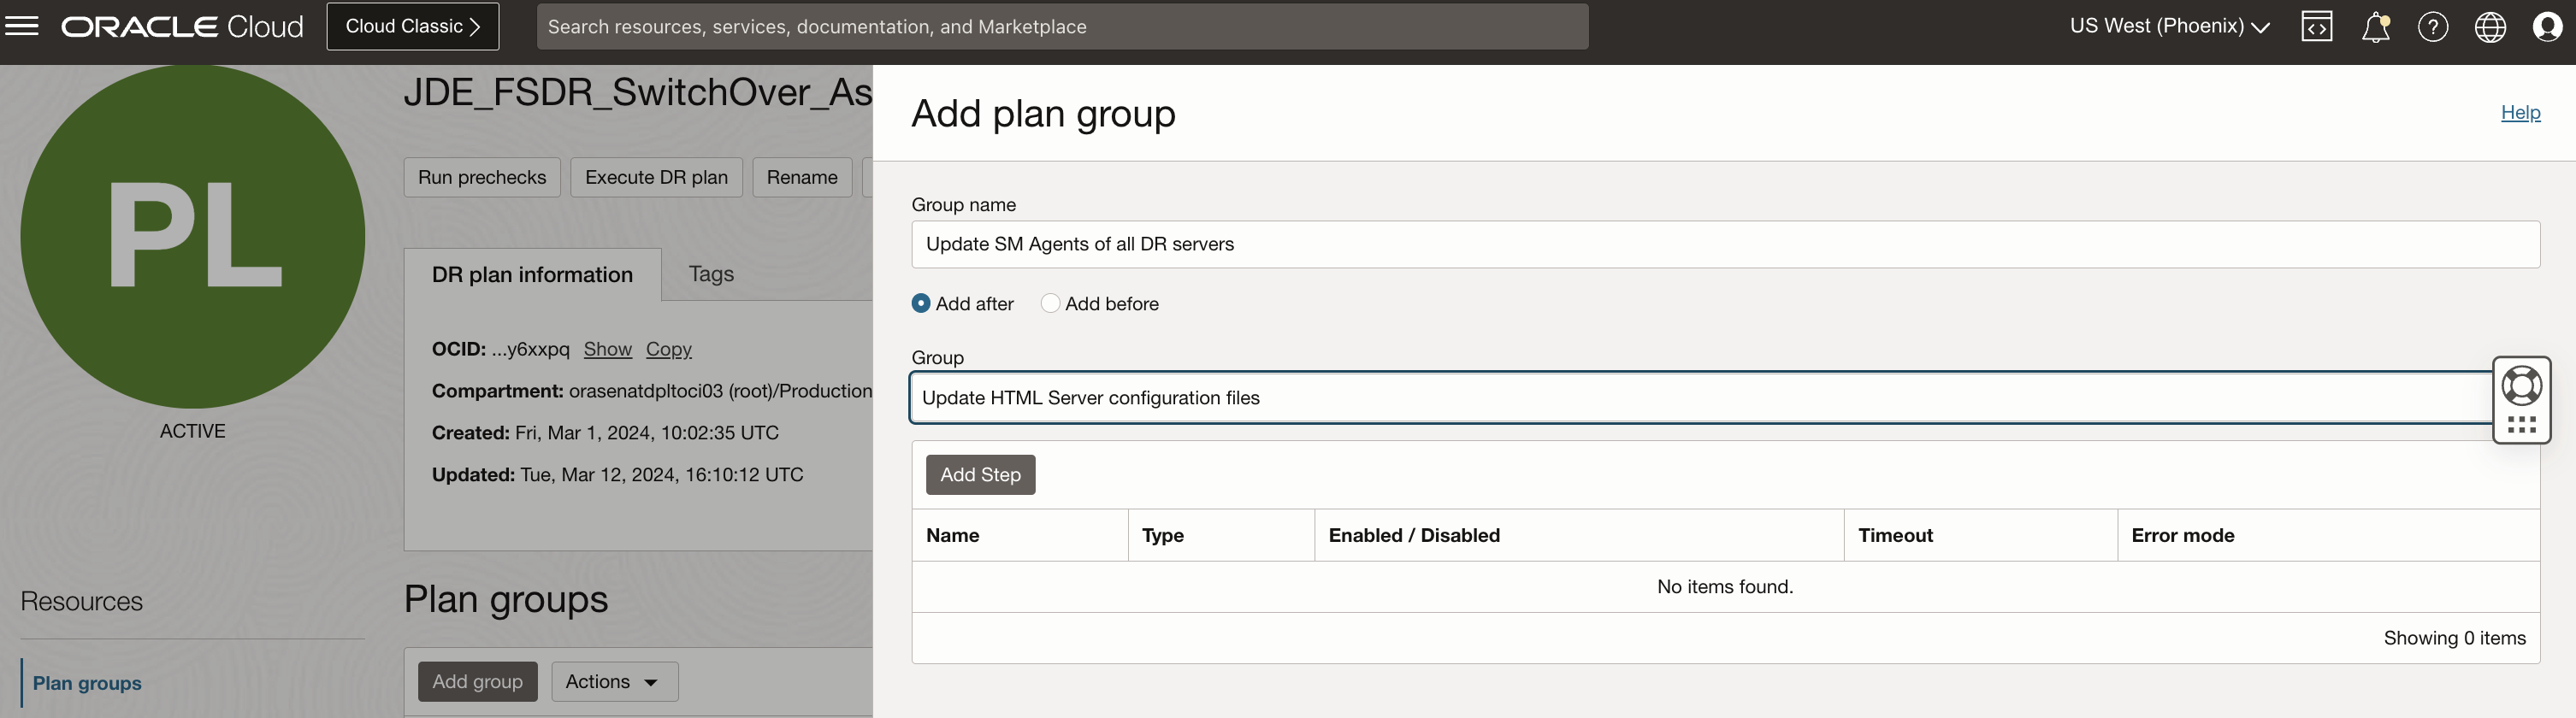 ORACLE Cloud
Cloud Classic
Search resources, services, documentation, and Marketplace
US West (Phoenix)
PL
ACTIVE
Resources
Plan groups
JDE_FSDR_SwitchOver_As
Run prechecks
Execute DR plan
Rename
DR plan information
Tags
OCID: ...y6xxpq Show Copy
Compartment: orasenatdpltoci03 (root)/Production
Created: Fri, Mar 1, 2024, 10:02:35 UTC
Updated: Tue, Mar 12, 2024, 16:10:12 UTC
Plan groups
Add group
Actions
Add plan group
Help
Group name
Update SM Agents of all DR servers
Add after
Add before
Group
Update HTML Server configuration files
Add Step
Name Type Enabled / Disabled Timeout Error mode
No items found.
Showing 0 items